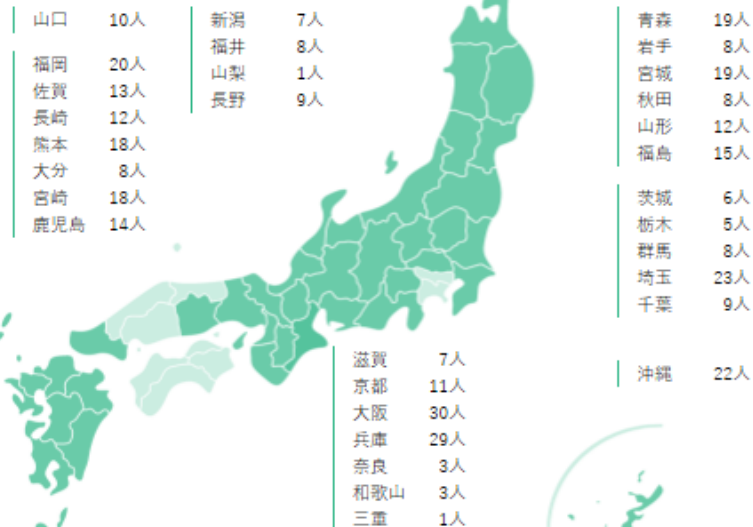 山口 10人
福岡 20人
佐賀 13人
長崎 12人
熊本 18人
大分 8人
宮崎 18人
鹿児島 14人
新潟 7人
福井 8人
山梨 1人
長野 9人
滋賀 7人
京都 11人
大阪 30人
兵庫 29人
奈良 3人
和歌山 3人
三重 1人
青森 19人
岩手 8人
宮城 19人
秋田 8人
山形 12人
福島 15人
茨城 6人
栃木 5人
群馬 8人
埼玉 23人
千葉 9人
沖縄 22人